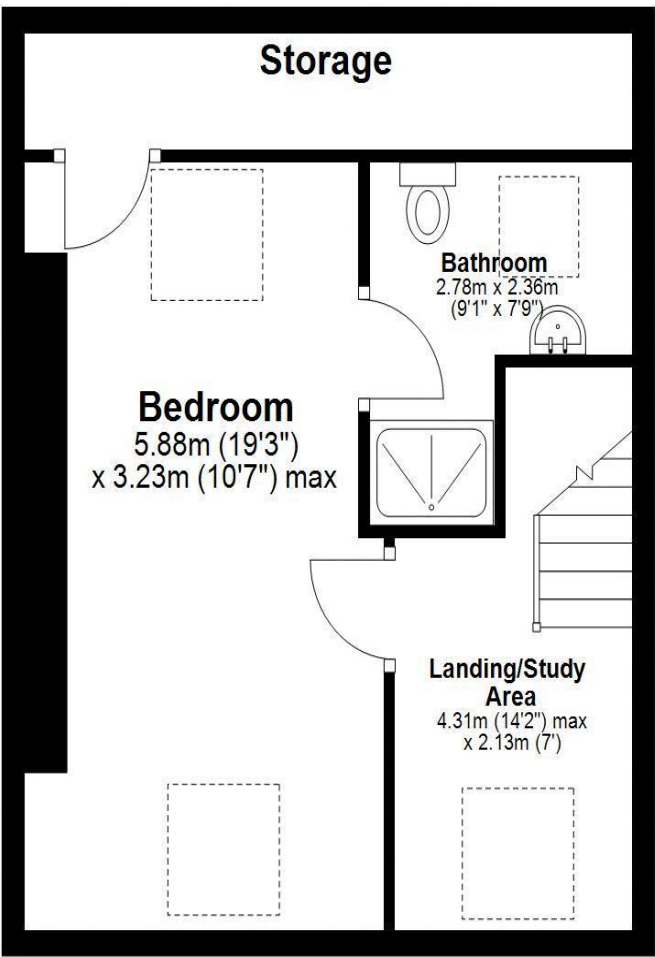 Storage
Bathroom
2.78m x 2.36m
(9'1" x 7'9")
Bedroom
5.88m (19'3")
x 3.23m (10'7") max
Landing/Study
Area
4.31m (14'2") max
x 2.13m (7')